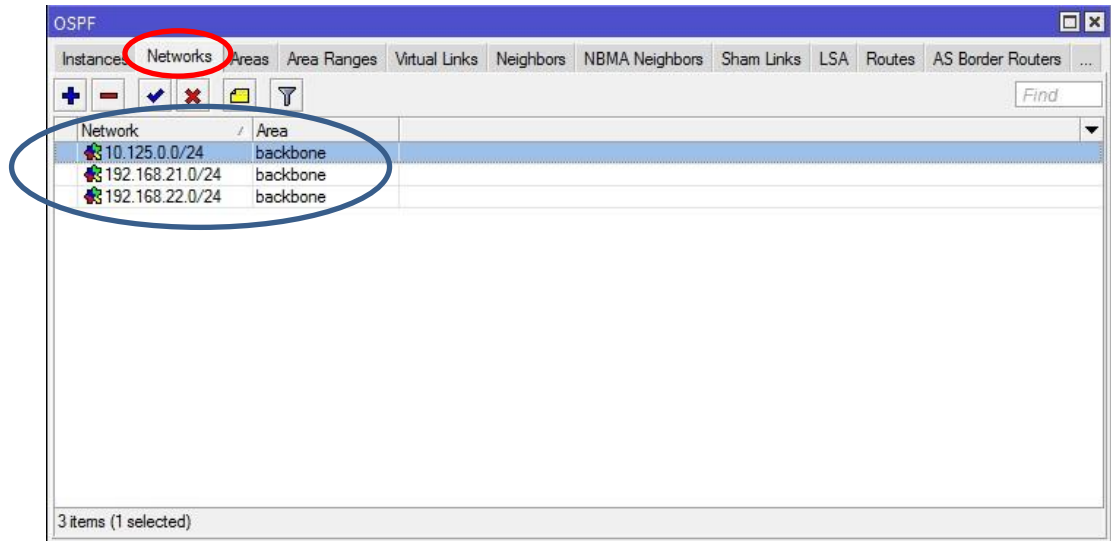 OSPF
Instances Networks Areas Area Ranges Virtual Links Neighbors NBMA Neighbors Sham Links LSA Routes AS Border Routers ...
Find
Network Area
10.125.0.0/24 backbone
192.168.21.0/24 backbone
192.168.22.0/24 backbone
3 items (1 selected)